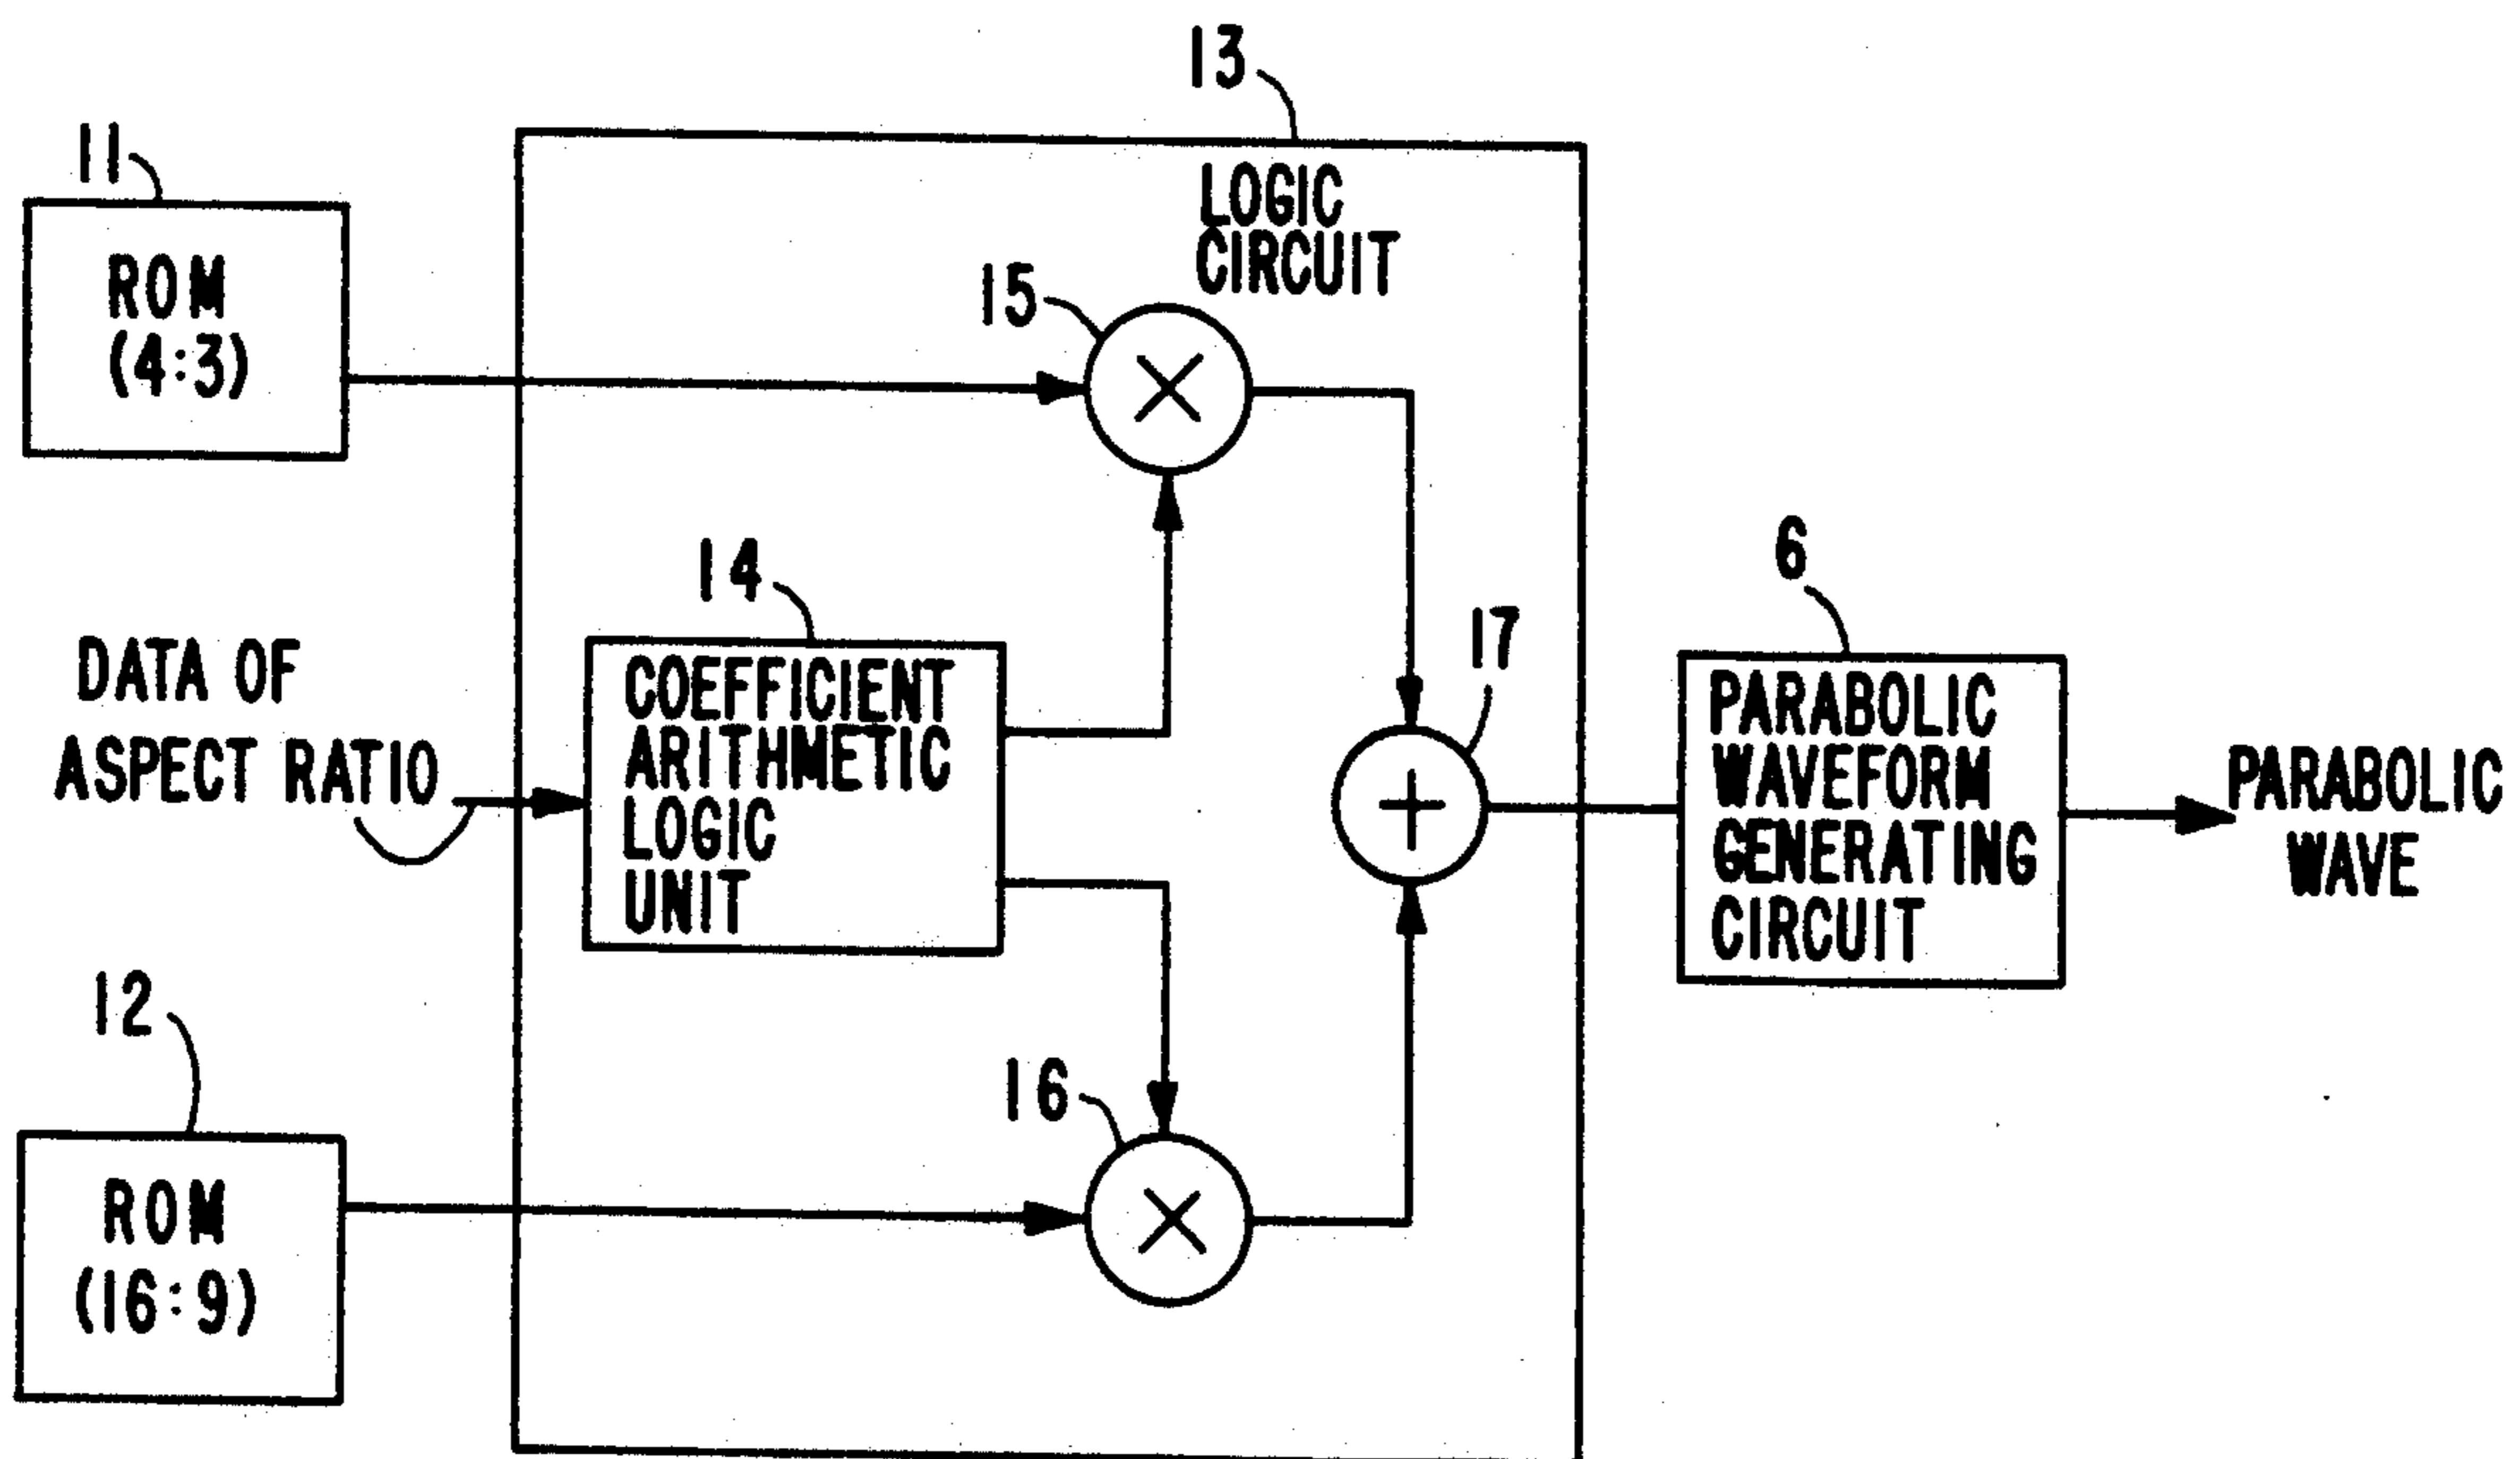 13
11
LOGIC
CIRCUIT
ROM
(4:3)
15
14
6
17
DATA OF
ASPECT RATIO
COEFFICIENT
ARITHMETIC
LOGIC
UNIT
PARABOLIC
WAVEFORM
GENERATING
CIRCUIT
PARABOLIC
WAVE
12
16
ROM
(16:9)